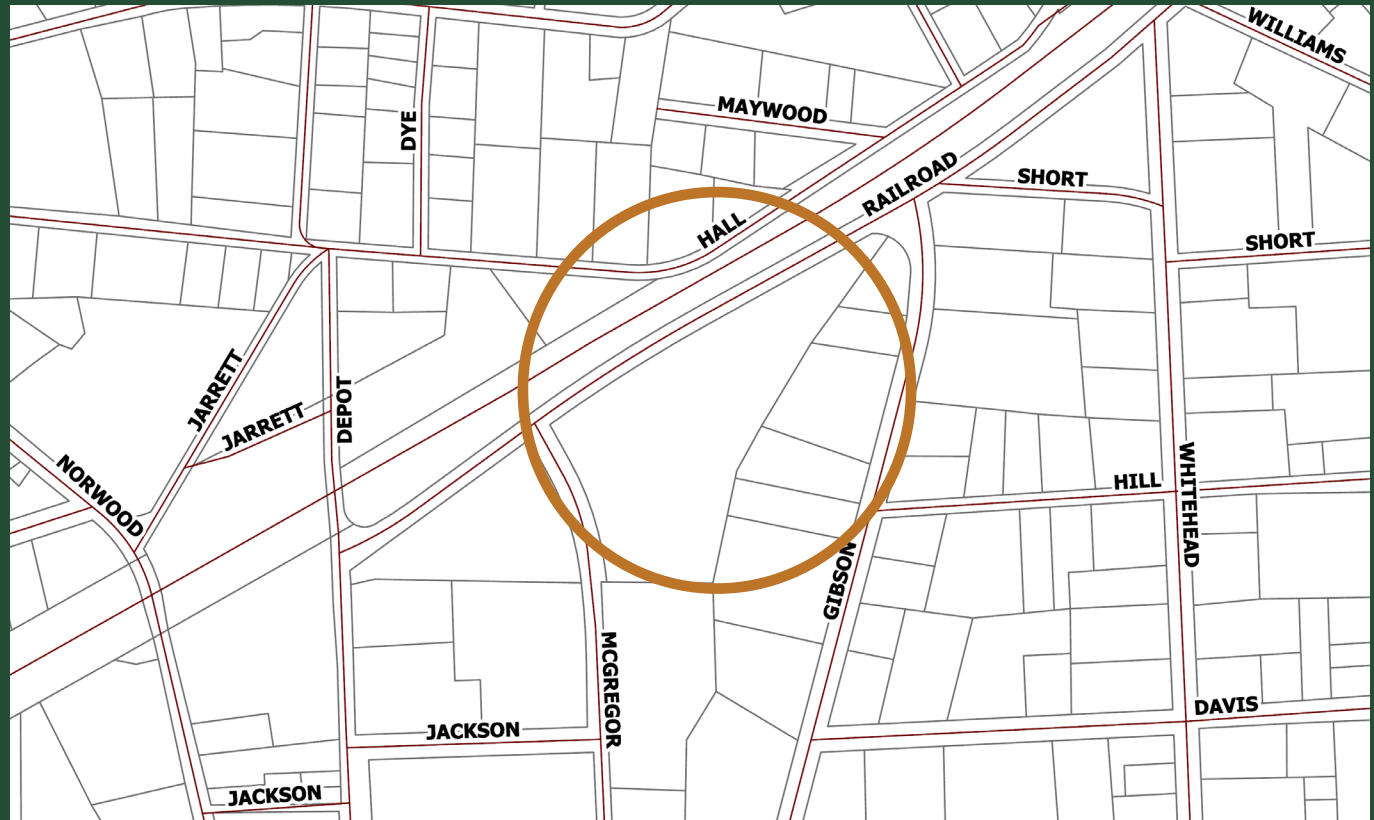 WILLIAMS
MAYWOOD
DYE
RAILROAD
SHORT
HALL
SHORT
JARRETT
JARRETT
DEPOT
NORWOOD
HILL
WHITEHEAD
GIBSON
MCGREGOR
DAVIS
JACKSON
JACKSON